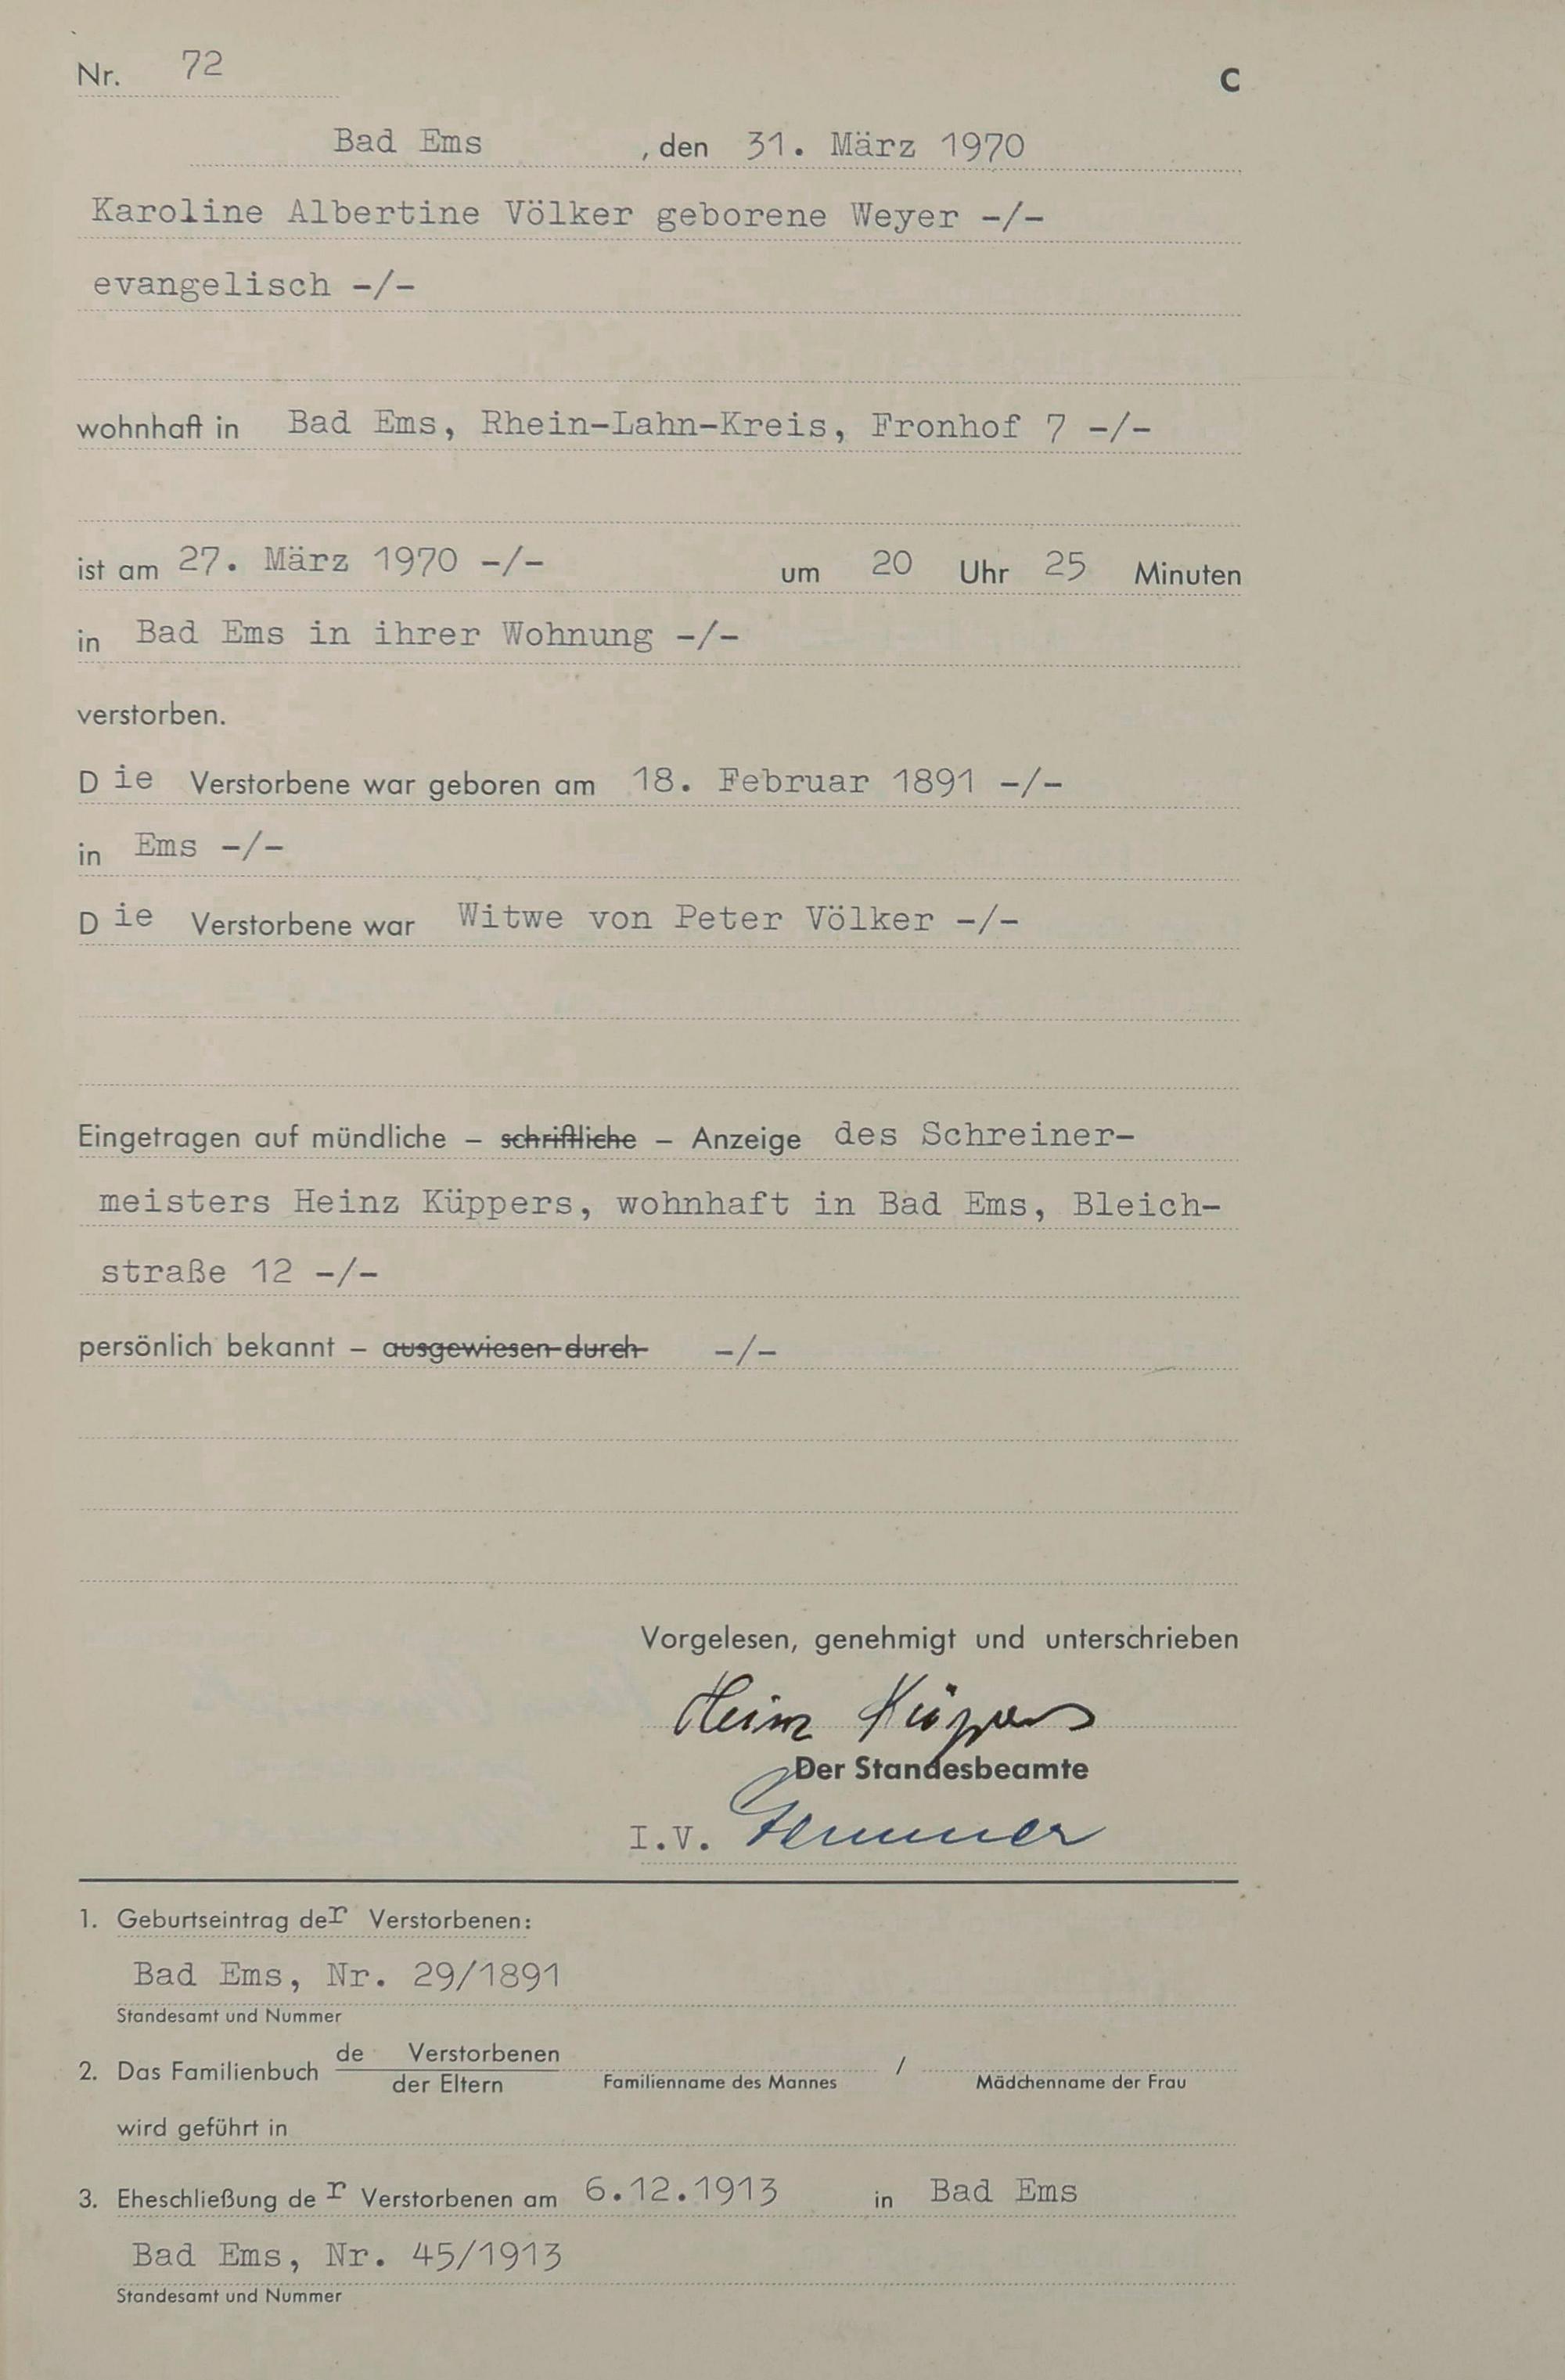 Nr. 72 C
Bad Ems , den 31. März 1970
Karoline Albertine Völker geborene Weyer -/-
evangelisch -/-
wohnhaft in Bad Ems, Rhein-Lahn-Kreis, Fronhof 7 -/-
ist am 27. März 1970 -/- um 20 Uhr 25 Minuten
in Bad Ems in ihrer Wohnung -/-
verstorben.
Die Verstorbene war geboren am 18. Februar 1891 -/-
in Ems -/-
Die Verstorbene war Witwe von Peter Völker -/-
Eingetragen auf mündliche – schriftliche – Anzeige des Schreiner-
meisters Heinz Küppers, wohnhaft in Bad Ems, Bleich-
straße 12 -/-
persönlich bekannt – ausgewiesen durch -/-
Vorgelesen, genehmigt und unterschrieben
Heinz Küppers
Der Standesbeamte
I.V.
1. Geburtseintrag der Verstorbenen:
Bad Ems, Nr. 29/1891
Standesamt und Nummer
2. Das Familienbuch de Verstorbenen /
der Eltern Familienname des Mannes Mädchenname der Frau
wird geführt in
3. Eheschließung der Verstorbenen am 6.12.1913 in Bad Ems
Bad Ems, Nr. 45/1913
Standesamt und Nummer